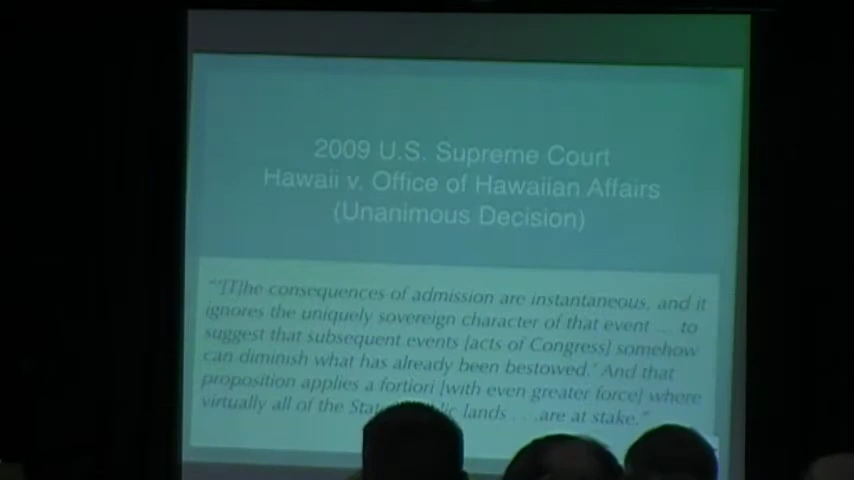 2009 U.S. Supreme Court
Hawaii v. Office of Hawaiian Affairs
(Unanimous Decision)
"'[T]he consequences of admission are instantaneous, and it
ignores the uniquely sovereign character of that event ... to
suggest that subsequent events [acts of Congress] somehow
can diminish what has already been bestowed.' And that
proposition applies a fortiori [with even greater force] where
virtually all of the lands . . .are at stake."